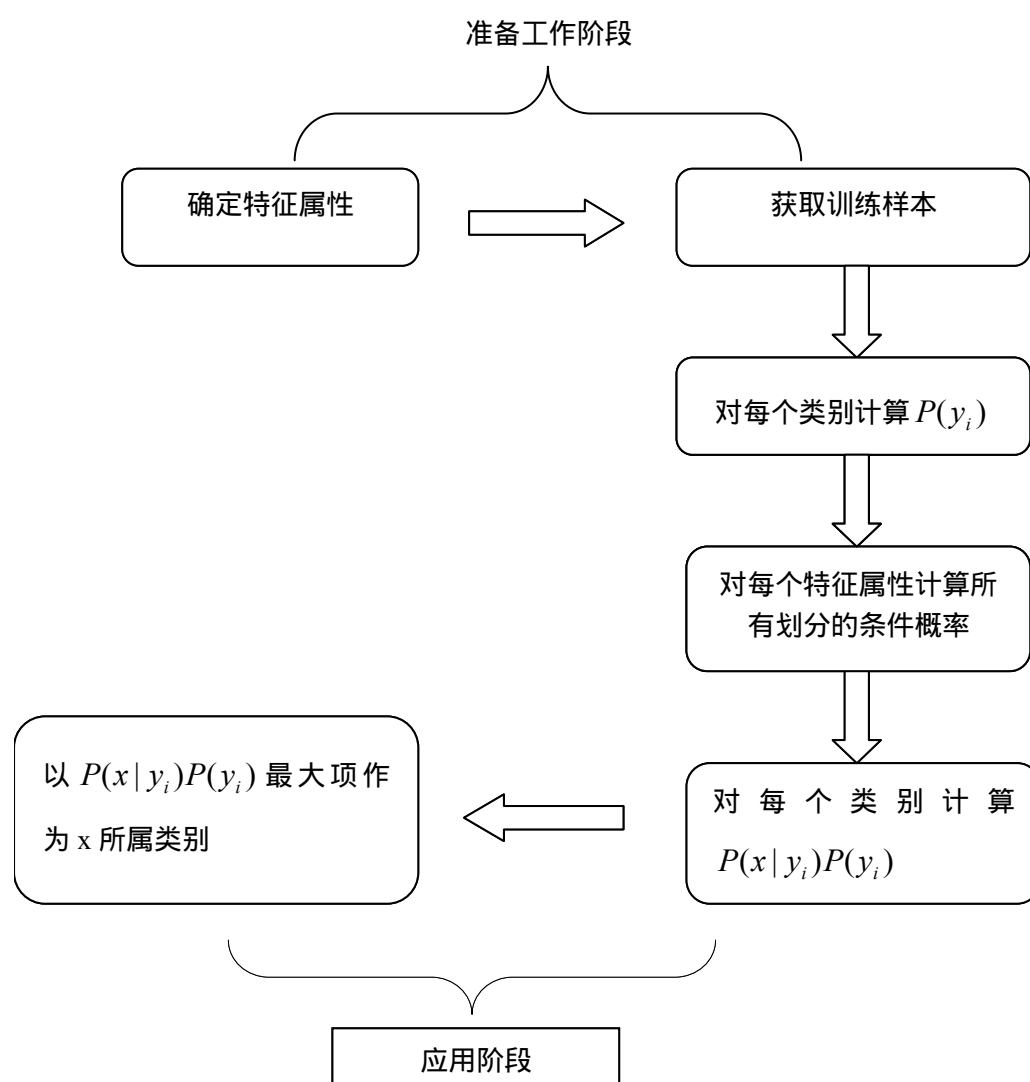 准备工作阶段
确定特征属性
获取训练样本
对每个类别计算 P(y_i)
对每个特征属性计算所
有划分的条件概率
对每个类别计算
P(x | y_i)P(y_i)
以 P(x | y_i)P(y_i) 最大项作
为 x 所属类别
应用阶段